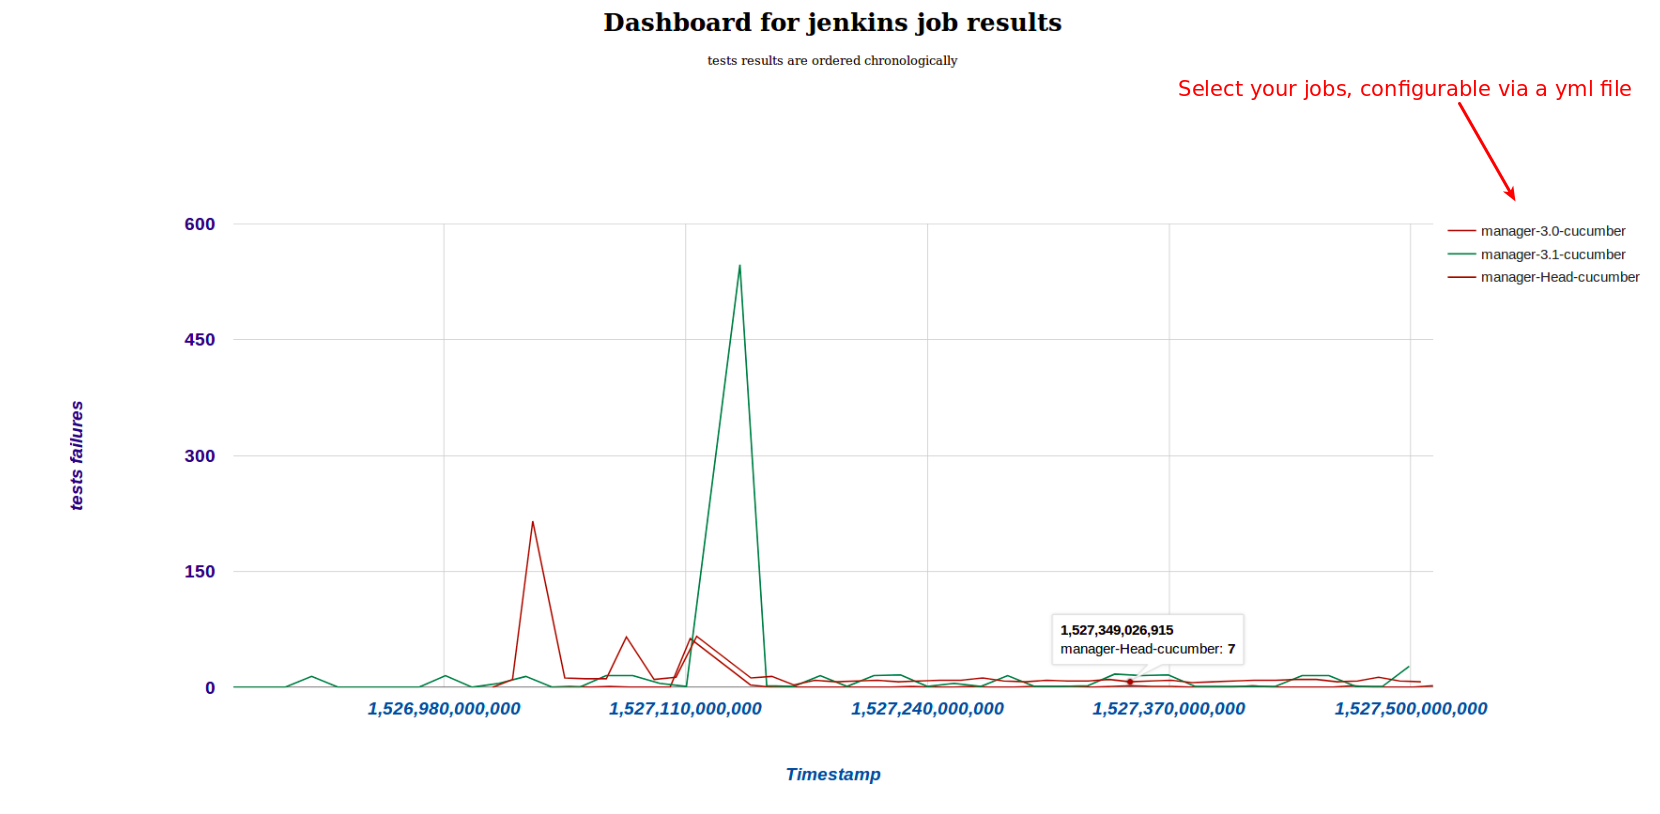 Dashboard for jenkins job results
tests results are ordered chronologically
Select your jobs, configurable via a yml file
manager-3.0-cucumber
manager-3.1-cucumber
manager-Head-cucumber
600
450
300
150
0
tests failures
1,527,349,026,915
manager-Head-cucumber: 7
1,526,980,000,000
1,527,110,000,000
1,527,240,000,000
1,527,370,000,000
1,527,500,000,000
Timestamp